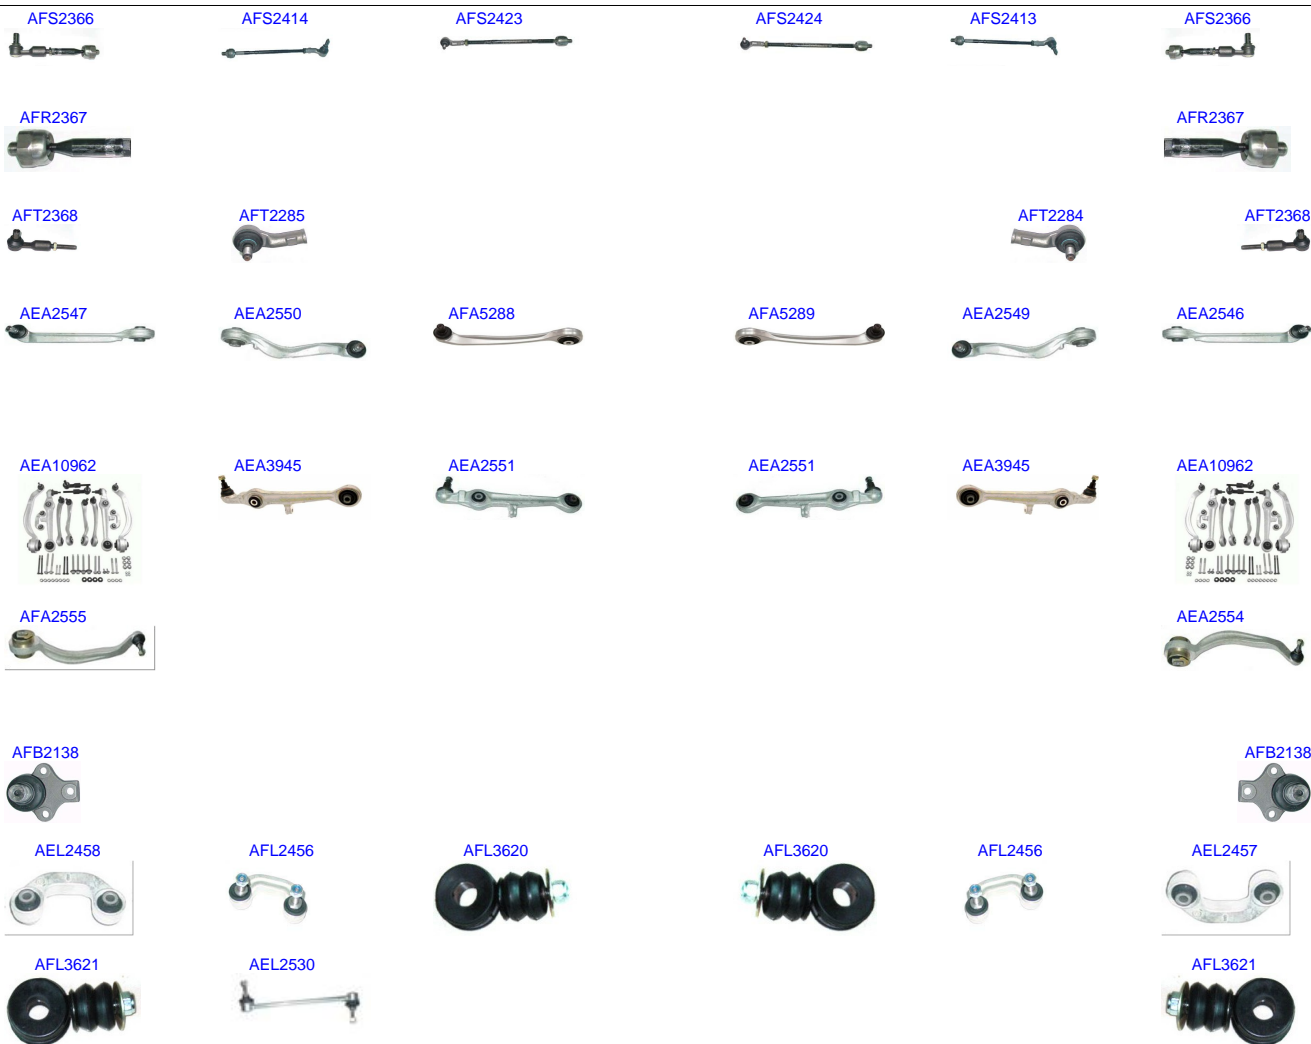 AFS2366 AFS2414 AFS2423 AFS2424 AFS2413 AFS2366
AFR2367 AFR2367
AFT2368 AFT2285 AFT2284 AFT2368
AEA2547 AEA2550 AFA5288 AFA5289 AEA2549 AEA2546
AEA10962 AEA3945 AEA2551 AEA2551 AEA3945 AEA10962
AFA2555 AEA2554
AFB2138 AFB2138
AEL2458 AFL2456 AFL3620 AFL3620 AFL2456 AEL2457
AFL3621 AEL2530 AFL3621